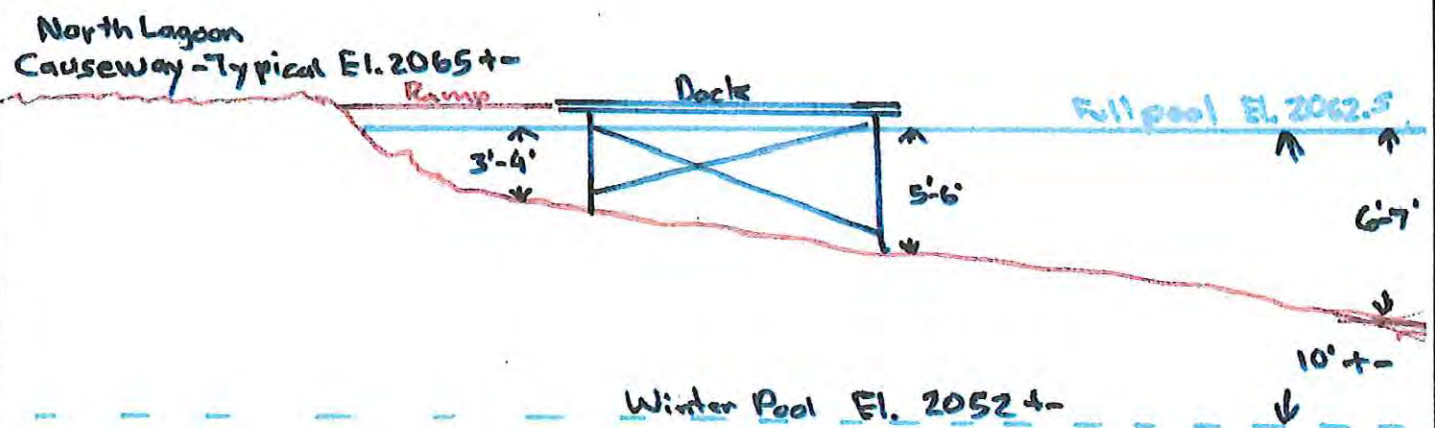 North Lagoon
Causeway-Typical El. 2065 +-
Ramp
Dock
Full pool El. 2062.5
3'-4'
5'-6'
6'-7'
10' +-
Winter Pool El. 2052 +-